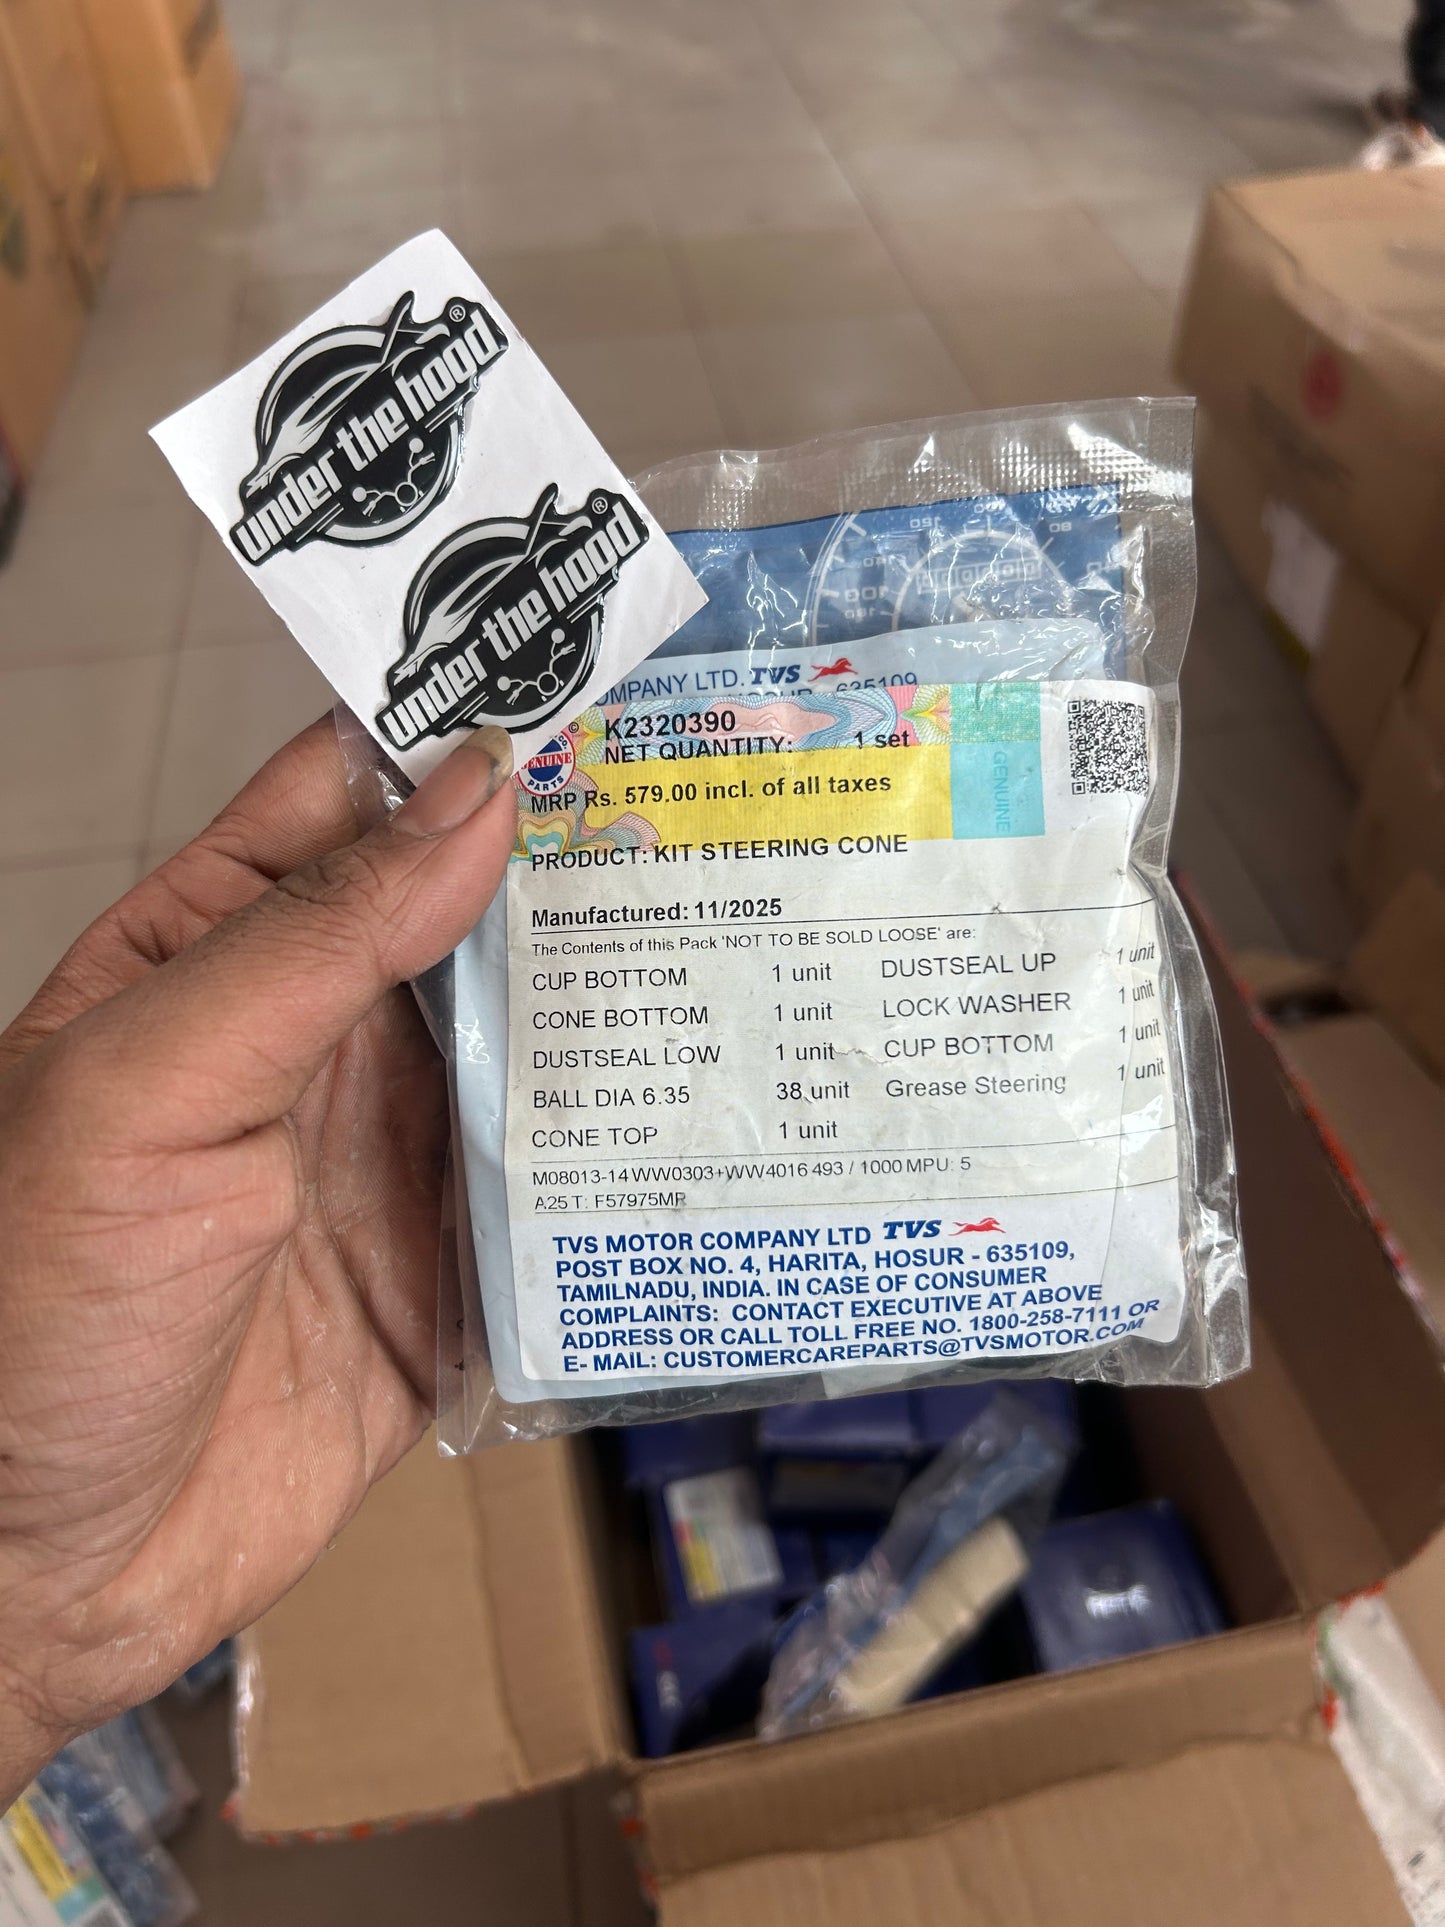 under the hood ®
under the hood ®
OMPANY LTD. TVS
635109
K2320390
NET QUANTITY: 1 set
GENUINE
PARTS
GENUINE
MRP Rs. 579.00 incl. of all taxes
PRODUCT: KIT STEERING CONE
Manufactured: 11/2025
The Contents of this Pack 'NOT TO BE SOLD LOOSE' are:
CUP BOTTOM 1 unit DUSTSEAL UP 1 unit
CONE BOTTOM 1 unit LOCK WASHER 1 unit
DUSTSEAL LOW 1 unit CUP BOTTOM 1 unit
BALL DIA 6.35 38 unit Grease Steering 1 unit
CONE TOP 1 unit
M08013-14WW0303+WW4016 493 / 1000 MPU: 5
A25 T: F57975MR
TVS MOTOR COMPANY LTD TVS
POST BOX NO. 4, HARITA, HOSUR - 635109,
TAMILNADU, INDIA. IN CASE OF CONSUMER
COMPLAINTS: CONTACT EXECUTIVE AT ABOVE
ADDRESS OR CALL TOLL FREE NO. 1800-258-7111 OR
E- MAIL: CUSTOMERCAREPARTS@TVSMOTOR.COM